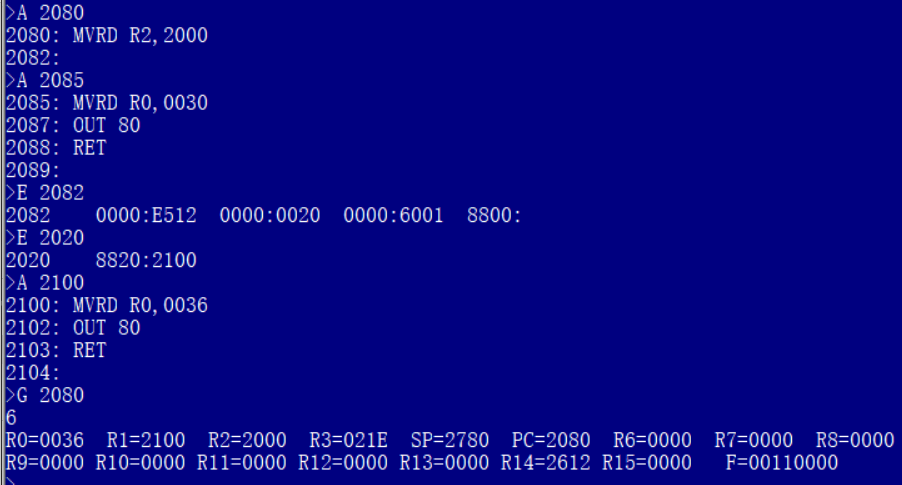 >A 2080
2080: MVRD R2,2000
2082:
>A 2085
2085: MVRD R0,0030
2087: OUT 80
2088: RET
2089:
>E 2082
2082 0000:E512 0000:0020 0000:6001 8800:
>E 2020
2020 8820:2100
>A 2100
2100: MVRD R0,0036
2102: OUT 80
2103: RET
2104:
>G 2080
6
R0=0036 R1=2100 R2=2000 R3=021E SP=2780 PC=2080 R6=0000 R7=0000 R8=0000
R9=0000 R10=0000 R11=0000 R12=0000 R13=0000 R14=2612 R15=0000 F=00110000